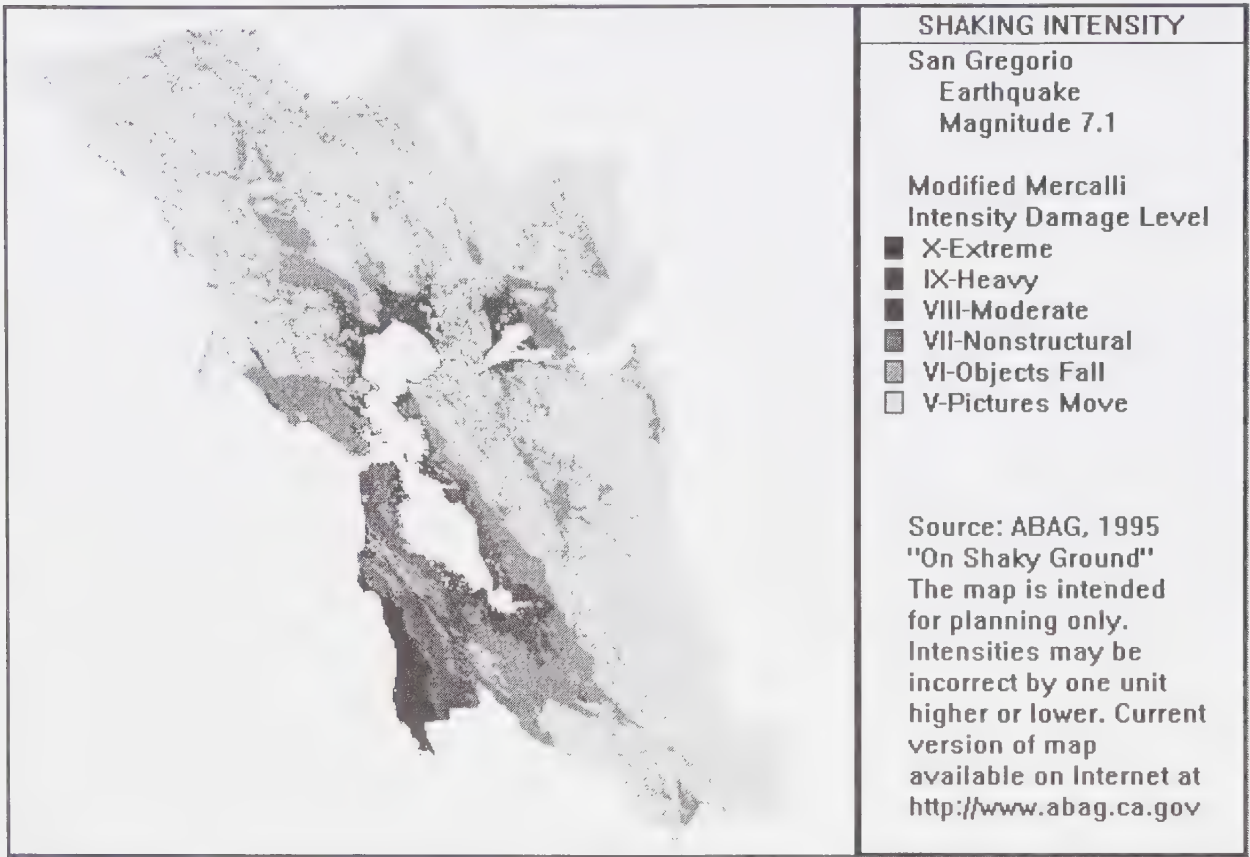 SHAKING INTENSITY
San Gregorio
Earthquake
Magnitude 7.1
Modified Mercalli
Intensity Damage Level
X-Extreme
IX-Heavy
VIII-Moderate
VII-Nonstructural
VI-Objects Fall
V-Pictures Move
Source: ABAG, 1995
"On Shaky Ground"
The map is intended
for planning only.
Intensities may be
incorrect by one unit
higher or lower. Current
version of map
available on Internet at
http://www.abag.ca.gov